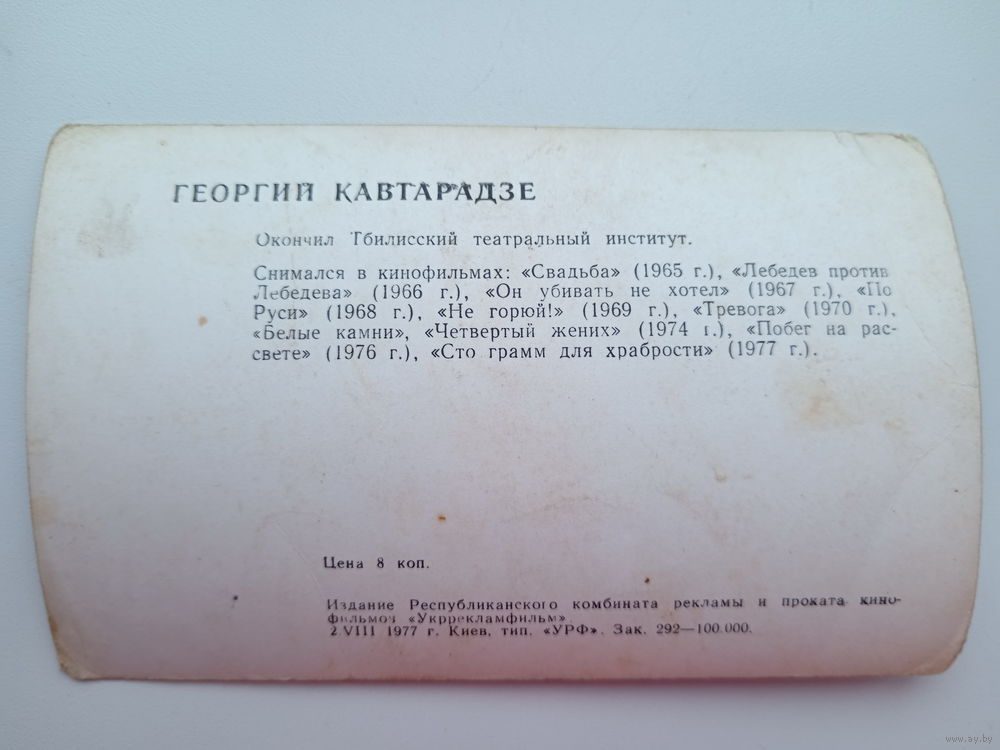 ГЕОРГИЙ КАВТАРАДЗЕ
Окончил Тбилисский театральный институт.
Снимался в кинофильмах: «Свадьба» (1965 г.), «Лебедев против
Лебедева» (1966 г.), «Он убивать не хотел» (1967 г.), «По
Руси» (1968 г.), «Не горюй!» (1969 г.), «Тревога» (1970 г.),
«Белые камни», «Четвертый жених» (1974 г.), «Побег на рас-
свете» (1976 г.), «Сто грамм для храбрости» (1977 г.).
Цена 8 коп.
Издание Республиканского комбината рекламы и проката кино-
фильмов «Укррекламфильм».
2.VIII 1977 г. Киев, тип. «УРФ». Зак. 292—100.000.
www.ay.by